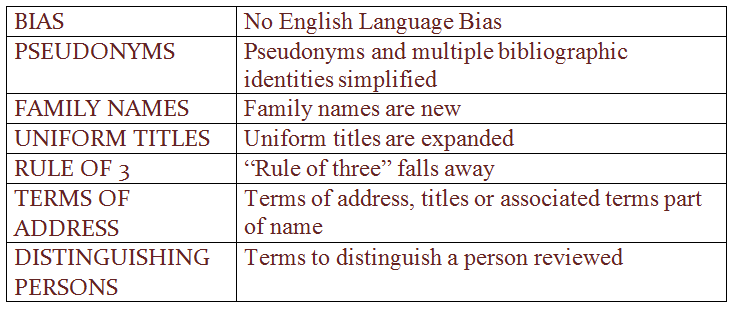 BIAS No English Language Bias
PSEUDONYMS Pseudonyms and multiple bibliographic
identities simplified
FAMILY NAMES Family names are new
UNIFORM TITLES Uniform titles are expanded
RULE OF 3 “Rule of three” falls away
TERMS OF Terms of address, titles or associated terms part
ADDRESS of name
DISTINGUISHING Terms to distinguish a person reviewed
PERSONS